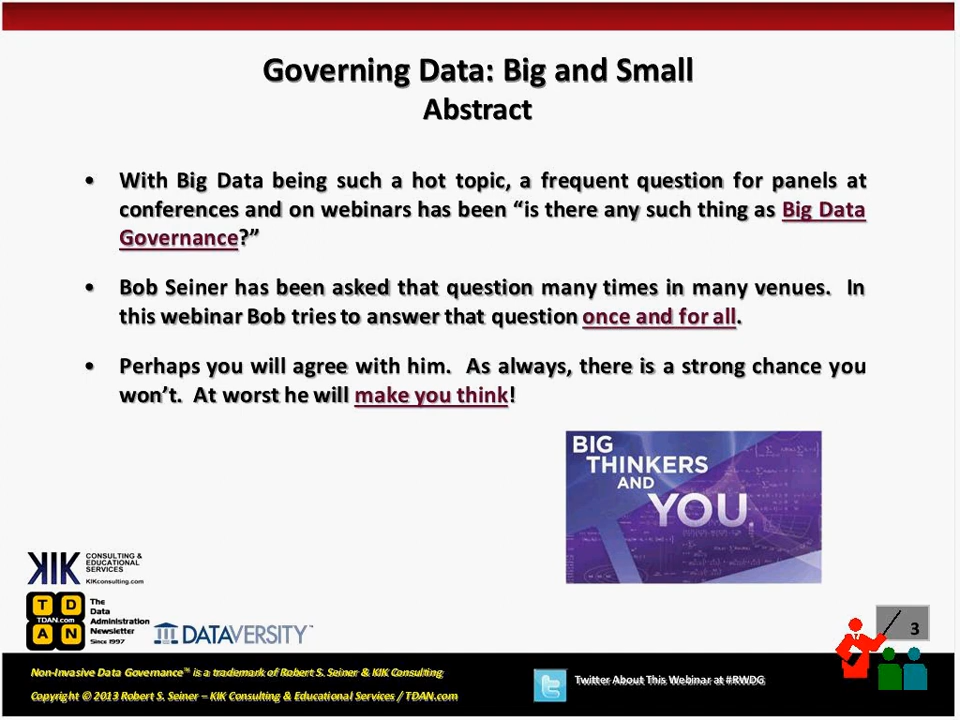 Governing Data: Big and Small
Abstract
• With Big Data being such a hot topic, a frequent question for panels at
conferences and on webinars has been “is there any such thing as Big Data
Governance?”
• Bob Seiner has been asked that question many times in many venues. In
this webinar Bob tries to answer that question once and for all.
• Perhaps you will agree with him. As always, there is a strong chance you
won’t. At worst he will make you think!
BIG
THINKERS
AND
YOU.
KIK
CONSULTING &
EDUCATIONAL
SERVICES
KIKconsulting.com
T D
TDAN.com
A N
The
Data
Administration
Newsletter
Since 1997
DATAVERSITY™
3
Non-Invasive Data Governance™ is a trademark of Robert S. Seiner & KIK Consulting
Copyright © 2013 Robert S. Seiner – KIK Consulting & Educational Services / TDAN.com
Twitter About This Webinar at #RWDG